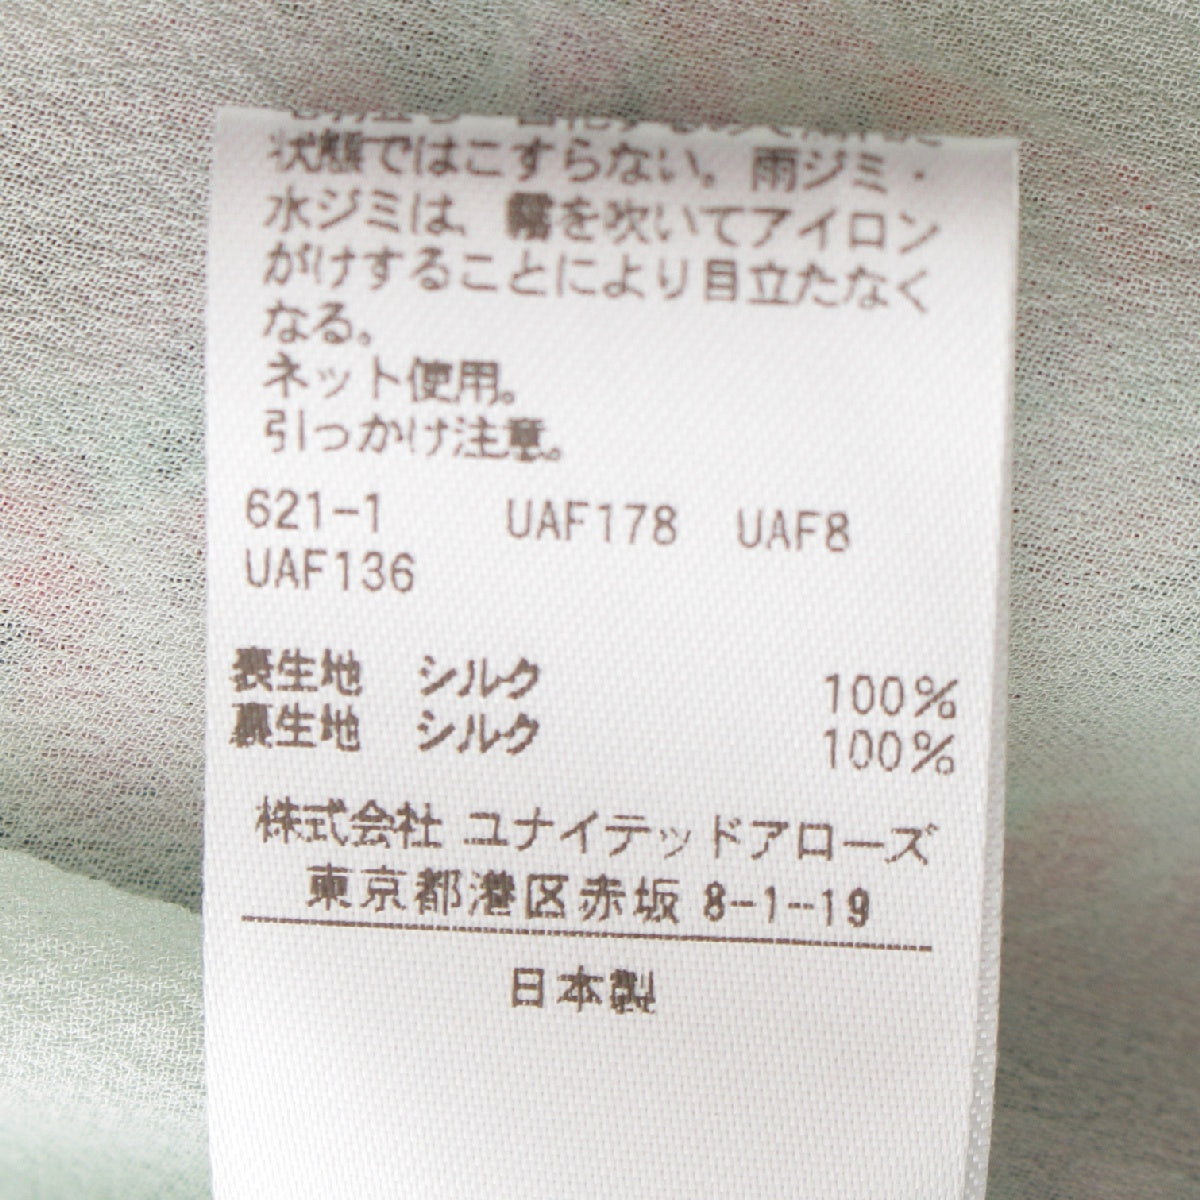 状態ではこすらない。雨ジミ・
水ジミは、霧を吹いてアイロン
がけすることにより目立たなく
なる。
ネット使用。
引っかけ注意。
621-1 UAF178 UAF8
UAF136
表生地 シルク 100%
裏生地 シルク 100%
株式会社 ユナイテッドアローズ
東京都港区赤坂 8-1-19
日本製